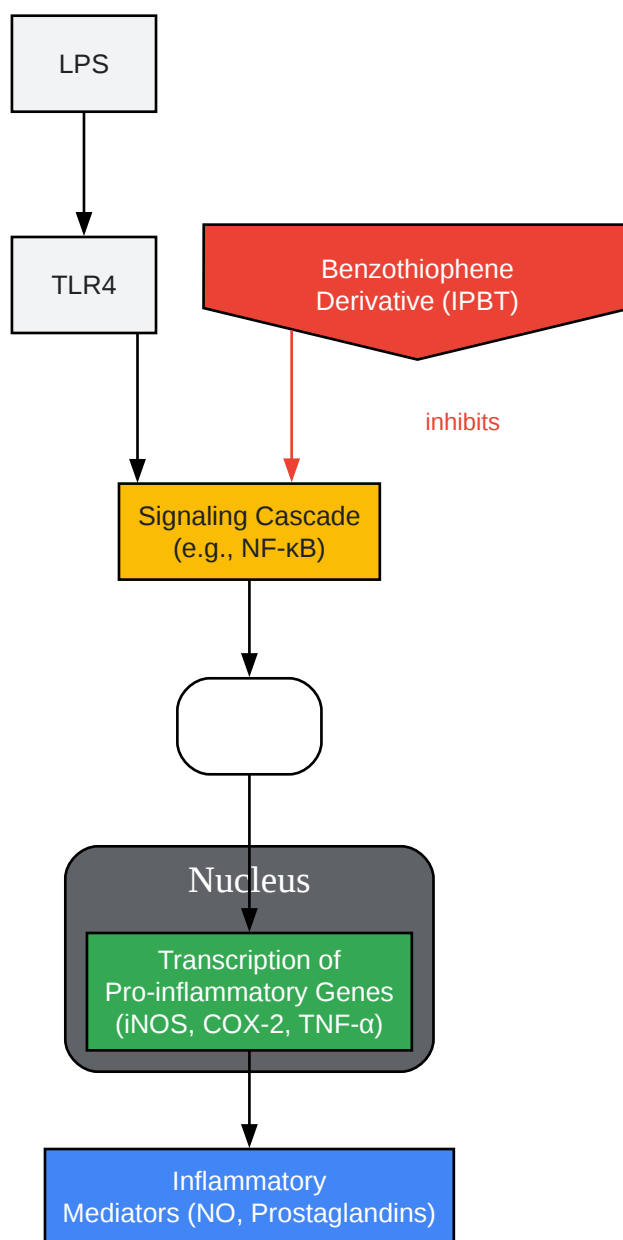 LPS
TLR4
Benzothiophene
Derivative (IPBT)
inhibits
Signaling Cascade
(e.g., NF-κB)
Nucleus
Transcription of
Pro-inflammatory Genes
(iNOS, COX-2, TNF-α)
Inflammatory
Mediators (NO, Prostaglandins)